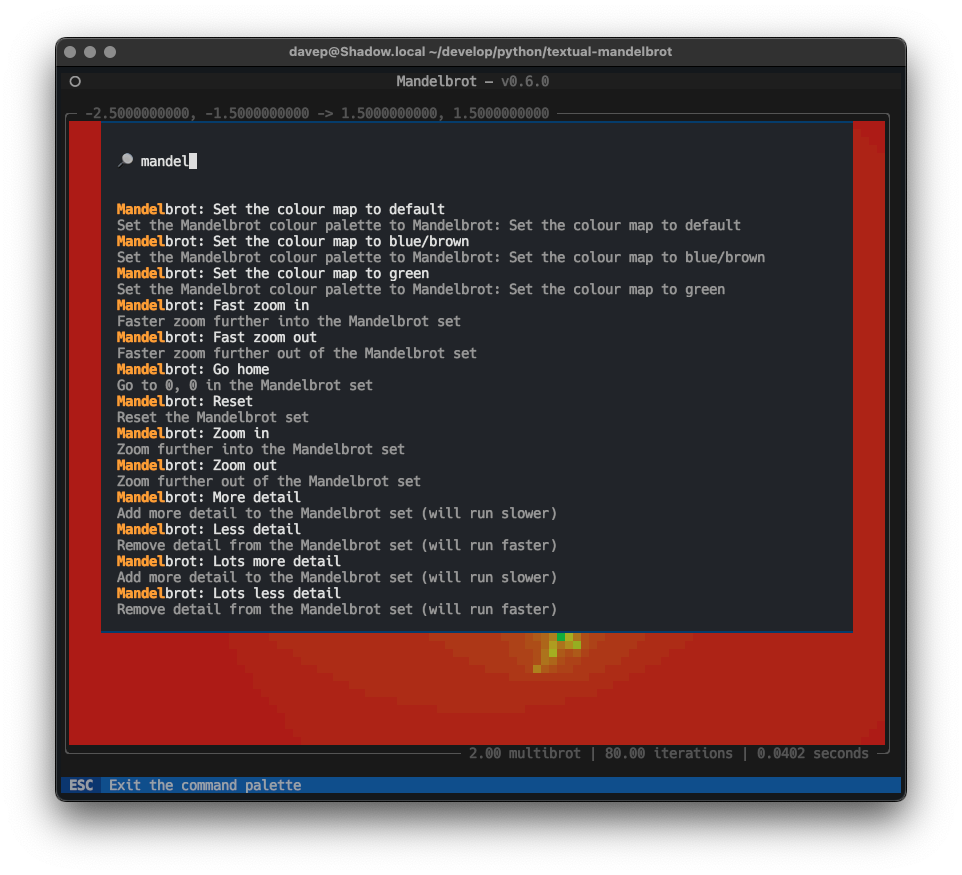 davep@Shadow.local ~/develop/python/textual-mandelbrot
Mandelbrot — v0.6.0
-2.5000000000, -1.5000000000 -> 1.5000000000, 1.5000000000
mandel
Mandelbrot: Set the colour map to default
Set the Mandelbrot colour palette to Mandelbrot: Set the colour map to default
Mandelbrot: Set the colour map to blue/brown
Set the Mandelbrot colour palette to Mandelbrot: Set the colour map to blue/brown
Mandelbrot: Set the colour map to green
Set the Mandelbrot colour palette to Mandelbrot: Set the colour map to green
Mandelbrot: Fast zoom in
Faster zoom further into the Mandelbrot set
Mandelbrot: Fast zoom out
Faster zoom further out of the Mandelbrot set
Mandelbrot: Go home
Go to 0, 0 in the Mandelbrot set
Mandelbrot: Reset
Reset the Mandelbrot set
Mandelbrot: Zoom in
Zoom further into the Mandelbrot set
Mandelbrot: Zoom out
Zoom further out of the Mandelbrot set
Mandelbrot: More detail
Add more detail to the Mandelbrot set (will run slower)
Mandelbrot: Less detail
Remove detail from the Mandelbrot set (will run faster)
Mandelbrot: Lots more detail
Add more detail to the Mandelbrot set (will run slower)
Mandelbrot: Lots less detail
Remove detail from the Mandelbrot set (will run faster)
2.00 multibrot | 80.00 iterations | 0.0402 seconds
ESC Exit the command palette